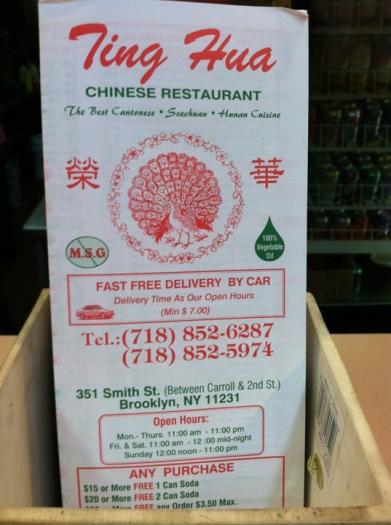 Ting Hua
CHINESE RESTAURANT
The Best Cantonese • Szechuan • Hunan Cuisine
榮 華
M.S.G
100%
Vegetable
Oil
FAST FREE DELIVERY BY CAR
Delivery Time As Our Open Hours
(Min $ 7.00)
Tel.:(718) 852-6287
(718) 852-5974
351 Smith St. (Between Carroll & 2nd St.)
Brooklyn, NY 11231
Open Hours:
Mon.- Thurs. 11:00 am - 11:00 pm
Fri. & Sat. 11:00 am - 12 :00 mid-night
Sunday 12:00 noon - 11:00 pm
ANY PURCHASE
$15 or More FREE 1 Can Soda
$20 or More FREE 2 Can Soda
or More FREE any Order $3.50 Max.